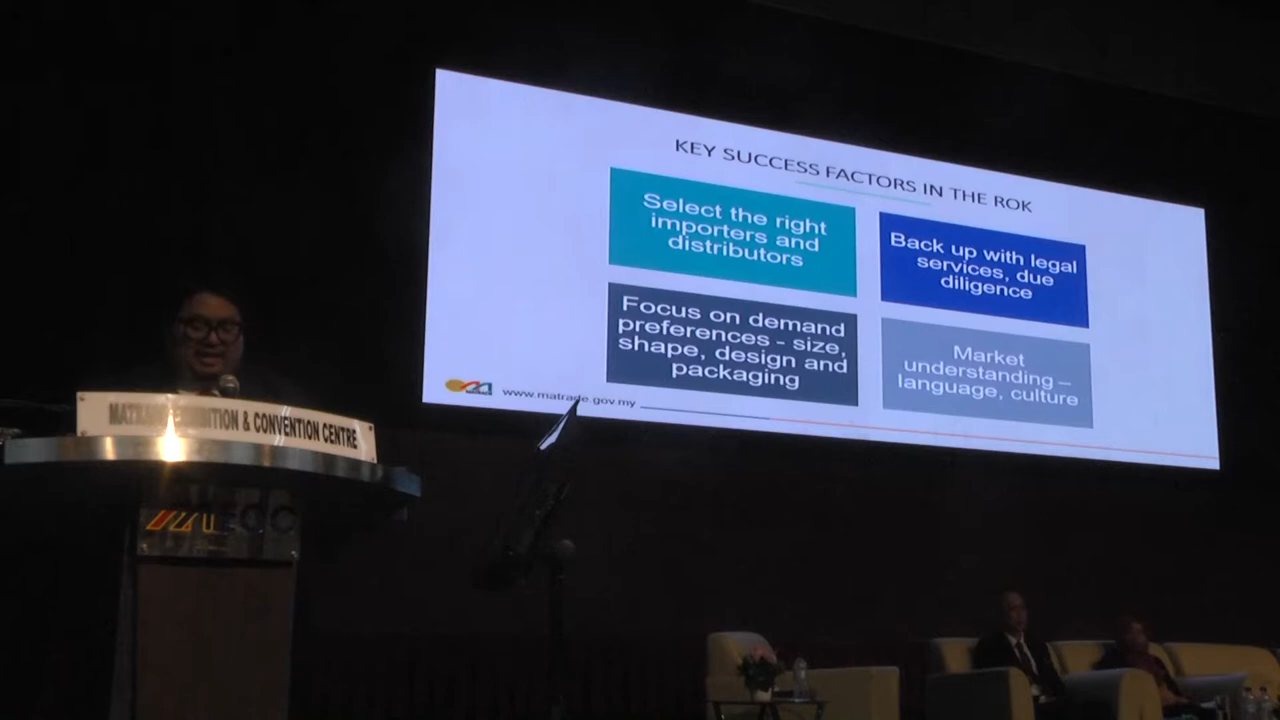 KEY SUCCESS FACTORS IN THE ROK
Select the right
importers and
distributors
Back up with legal
services, due
diligence
Focus on demand
preferences - size,
shape, design and
packaging
Market
understanding –
language, culture
www.matrade.gov.my
& CONVENTION CENTRE